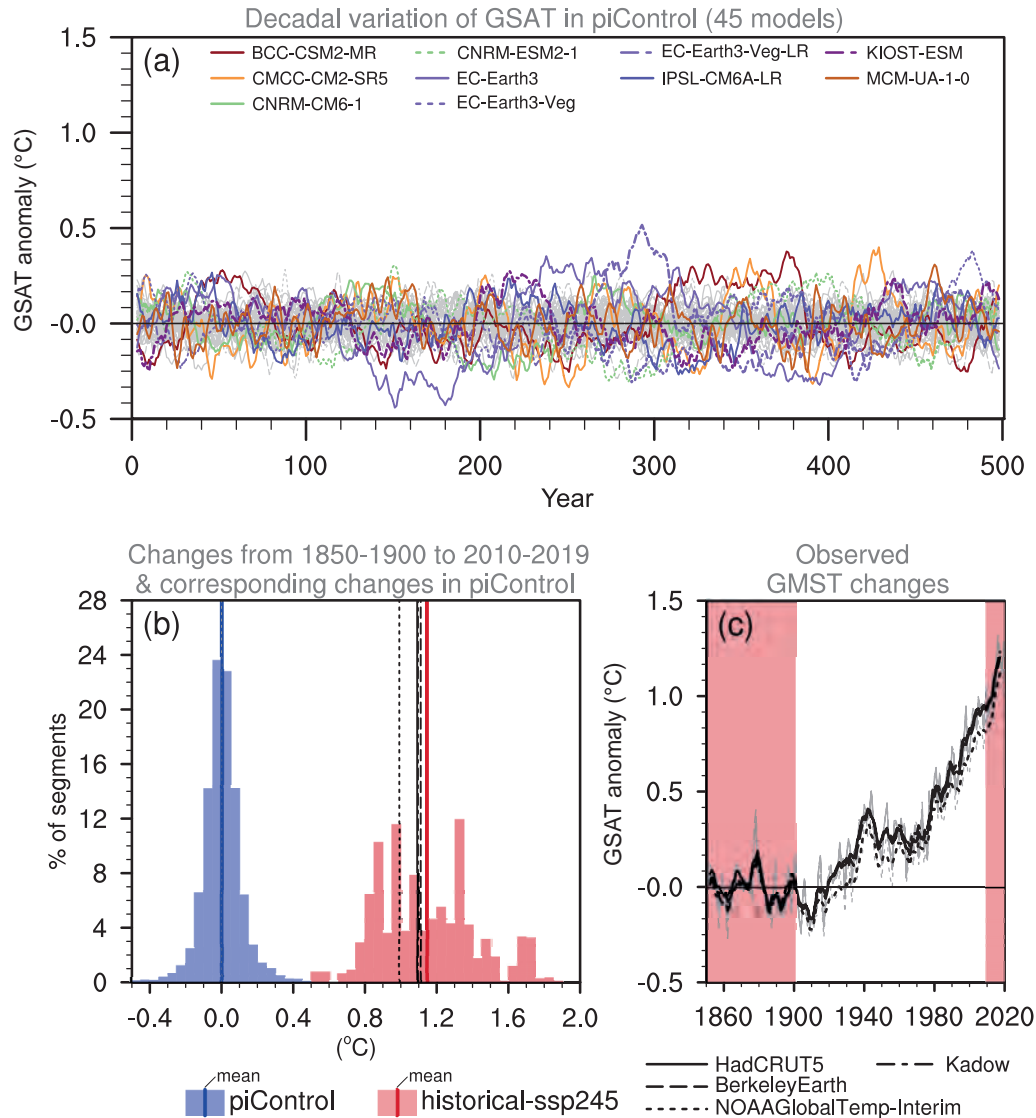 Decadal variation of GSAT in piControl (45 models)
(a)
BCC-CSM2-MR CNRM-ESM2-1 EC-Earth3-Veg-LR KIOST-ESM
CMCC-CM2-SR5 EC-Earth3 IPSL-CM6A-LR MCM-UA-1-0
CNRM-CM6-1 EC-Earth3-Veg
GSAT anomaly (°C)
1.5
1.0
0.5
-0.0
-0.5
0 100 200 300 400 500
Year
Changes from 1850-1900 to 2010-2019
& corresponding changes in piControl
(b)
% of segments
28
24
20
16
12
8
4
0
-0.4 0.0 0.4 0.8 1.2 1.6 2.0
(°C)
mean mean
piControl historical-ssp245
Observed
GMST changes
(c)
GSAT anomaly (°C)
1.5
1.0
0.5
-0.0
-0.5
1860 1900 1940 1980 2020
HadCRUT5 Kadow
BerkeleyEarth
NOAAGlobalTemp-Interim